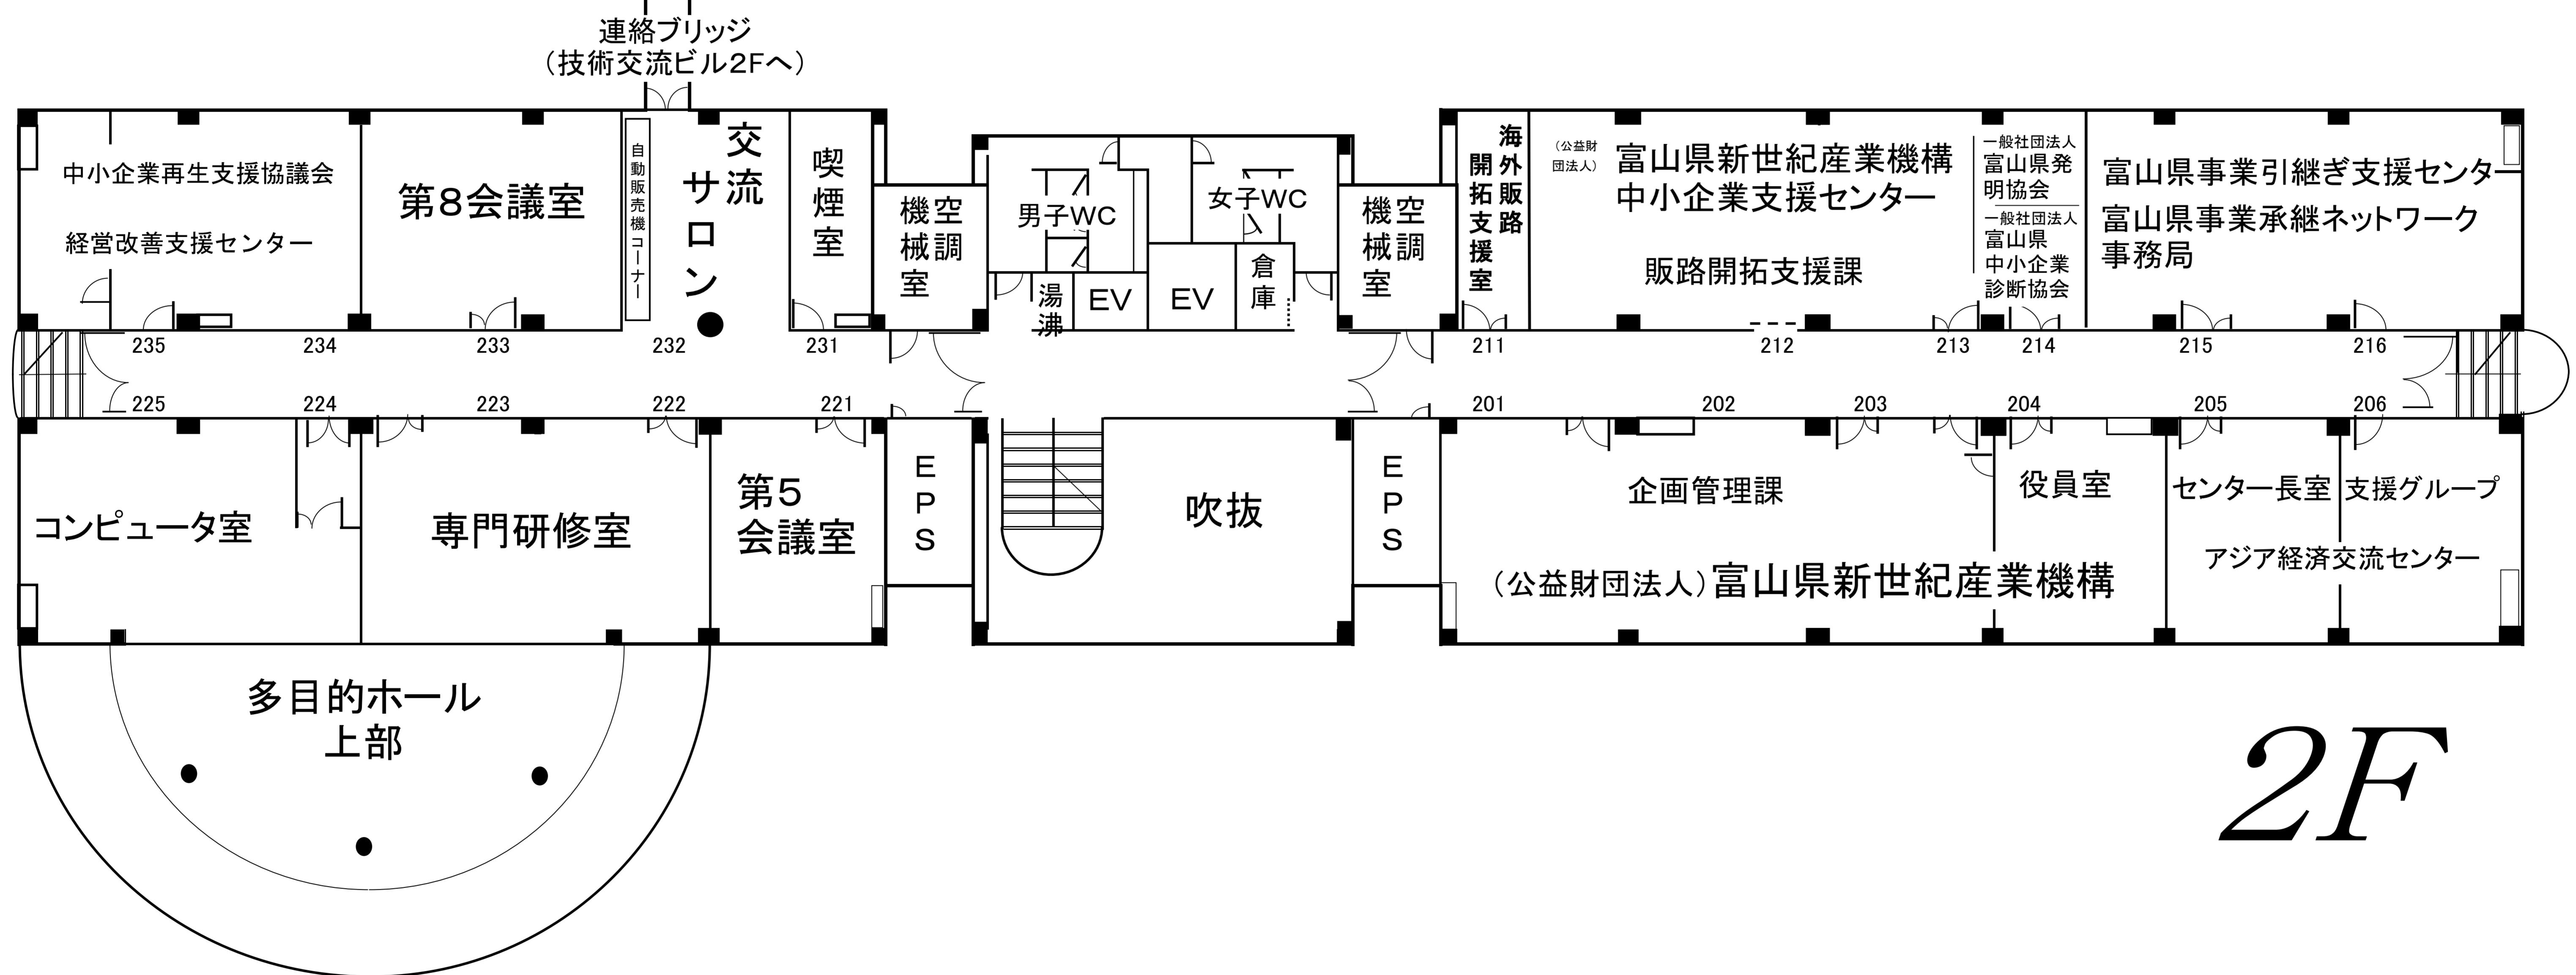 連絡ブリッジ
（技術交流ビル2Fへ）
中小企業再生支援協議会
経営改善支援センター
第8会議室
自動販売機コーナー
交流
サロン
喫煙室
空調
機械室
男子WC
女子WC
湯沸
EV
EV
倉庫
空調
機械室
海外販路
開拓支援室
（公益財
団法人）
富山県新世紀産業機構
中小企業支援センター
販路開拓支援課
一般社団法人
富山県発
明協会
一般社団法人
富山県
中小企業
診断協会
富山県事業引継ぎ支援センター
富山県事業承継ネットワーク
事務局
235 234 233 232 231 211 212 213 214 215 216
225 224 223 222 221 201 202 203 204 205 206
コンピュータ室
専門研修室
第5
会議室
EPS
吹抜
EPS
企画管理課
役員室
センター長室
支援グループ
アジア経済交流センター
（公益財団法人）富山県新世紀産業機構
多目的ホール
上部
2F